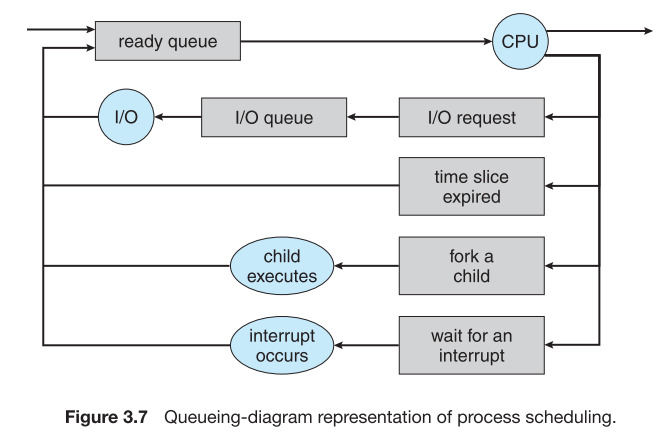 ready queue
CPU
I/O
I/O queue
I/O request
time slice
expired
child
executes
fork a
child
interrupt
occurs
wait for an
interrupt
Figure 3.7 Queueing-diagram representation of process scheduling.